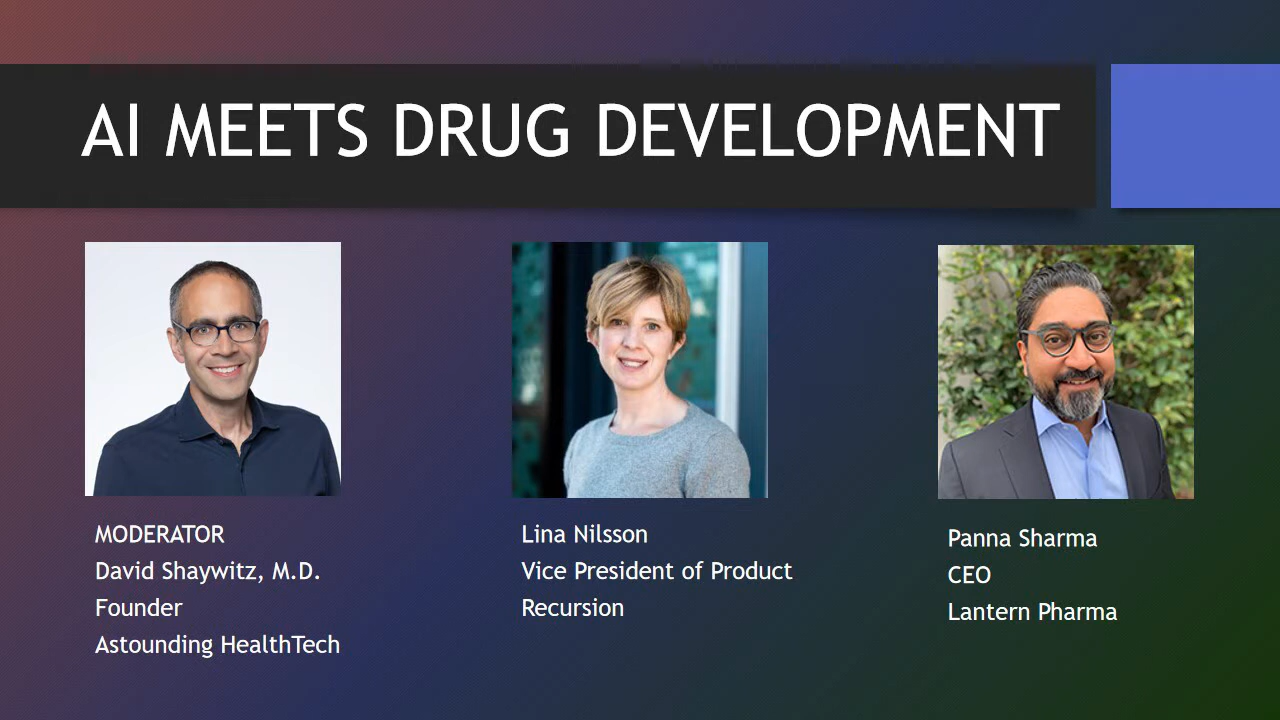 AI MEETS DRUG DEVELOPMENT
MODERATOR
David Shaywitz, M.D.
Founder
Astounding HealthTech
Lina Nilsson
Vice President of Product
Recursion
Panna Sharma
CEO
Lantern Pharma